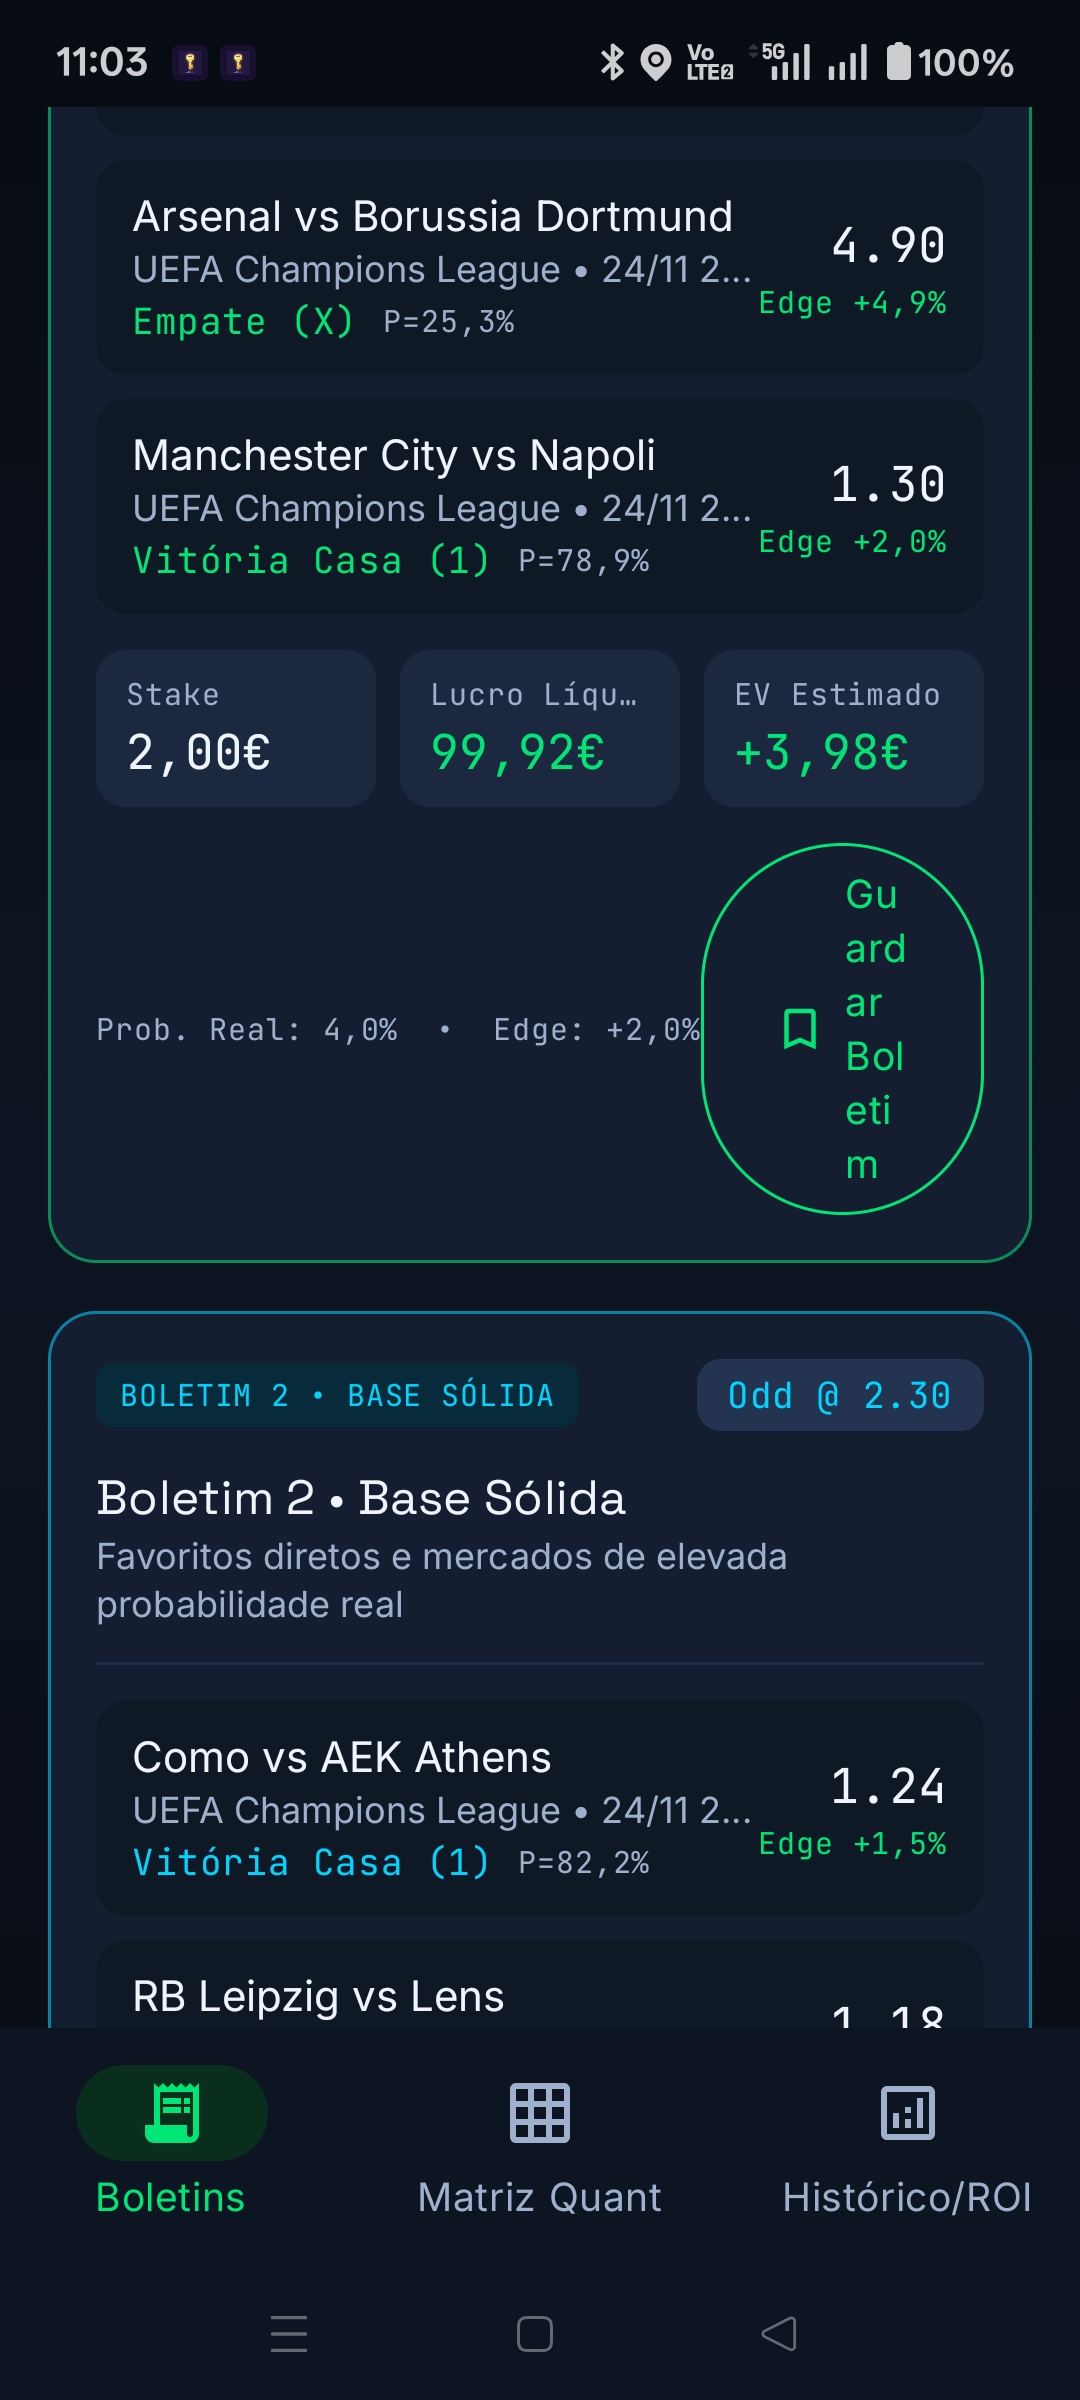 11:03
Vo LTE2 5G 100%
Arsenal vs Borussia Dortmund
4.90
UEFA Champions League • 24/11 2...
Edge +4,9%
Empate (X) P=25,3%
Manchester City vs Napoli
1.30
UEFA Champions League • 24/11 2...
Edge +2,0%
Vitória Casa (1) P=78,9%
Stake
2,00€
Lucro Líqu…
99,92€
EV Estimado
+3,98€
Prob. Real: 4,0% • Edge: +2,0%
Gu
ard
ar
Bol
eti
m
BOLETIM 2 • BASE SÓLIDA
Odd @ 2.30
Boletim 2 • Base Sólida
Favoritos diretos e mercados de elevada
probabilidade real
Como vs AEK Athens
1.24
UEFA Champions League • 24/11 2...
Edge +1,5%
Vitória Casa (1) P=82,2%
RB Leipzig vs Lens
1.18
Boletins
Matriz Quant
Histórico/ROI